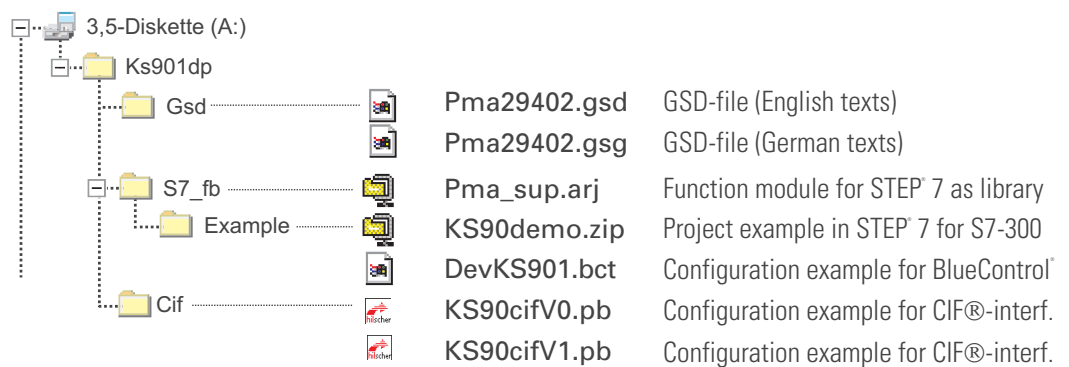 3,5-Diskette (A:)
Ks901dp
Gsd Pma29402.gsd GSD-file (English texts)
Pma29402.gsg GSD-file (German texts)
S7_fb Pma_sup.arj Function module for STEP® 7 as library
Example KS90demo.zip Project example in STEP® 7 for S7-300
DevKS901.bct Configuration example for BlueControl®
Cif hilscher KS90cifV0.pb Configuration example for CIF®-interf.
hilscher KS90cifV1.pb Configuration example for CIF®-interf.